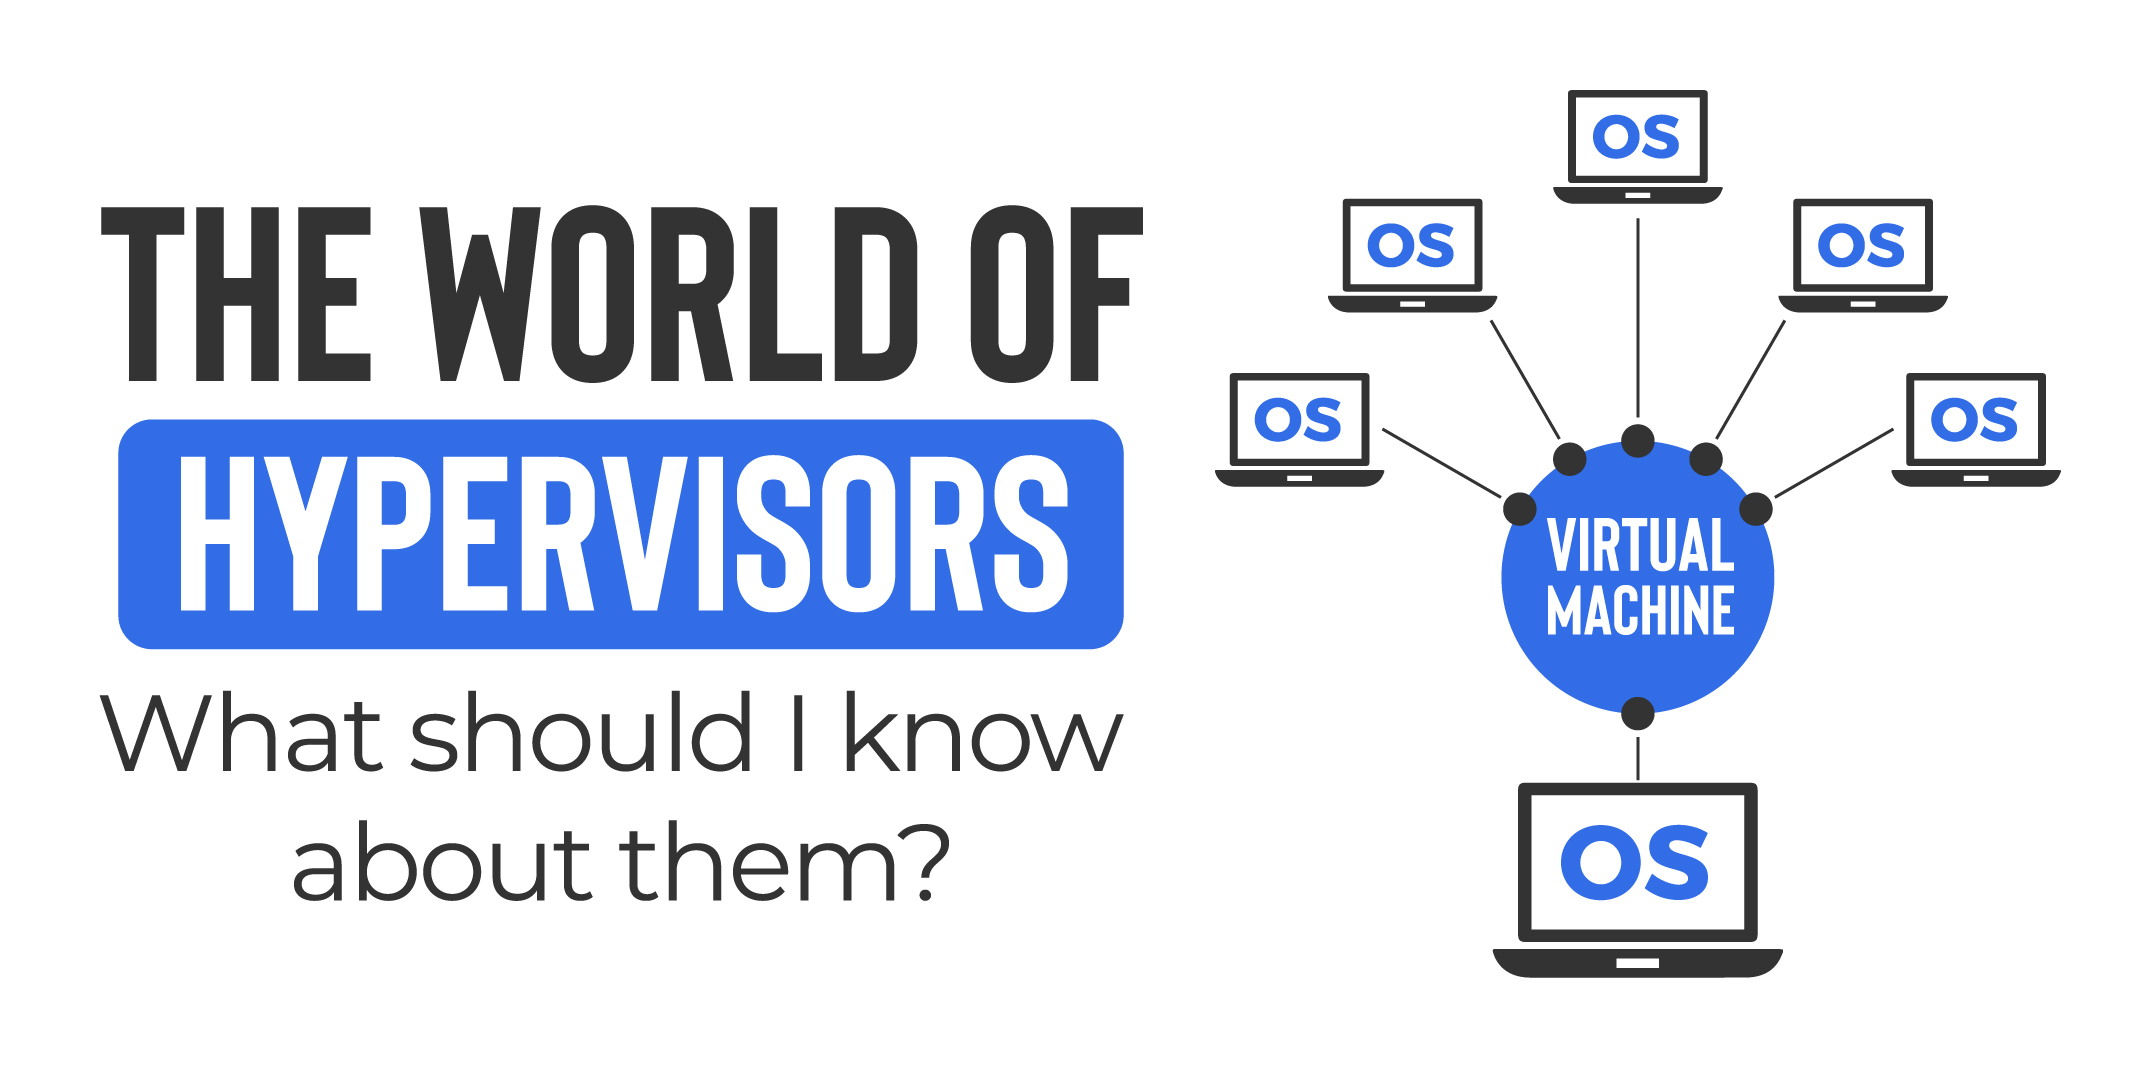 THE WORLD OF
HYPERVISORS
What should I know
about them?
OS
OS
OS
OS
OS
VIRTUAL
MACHINE
OS